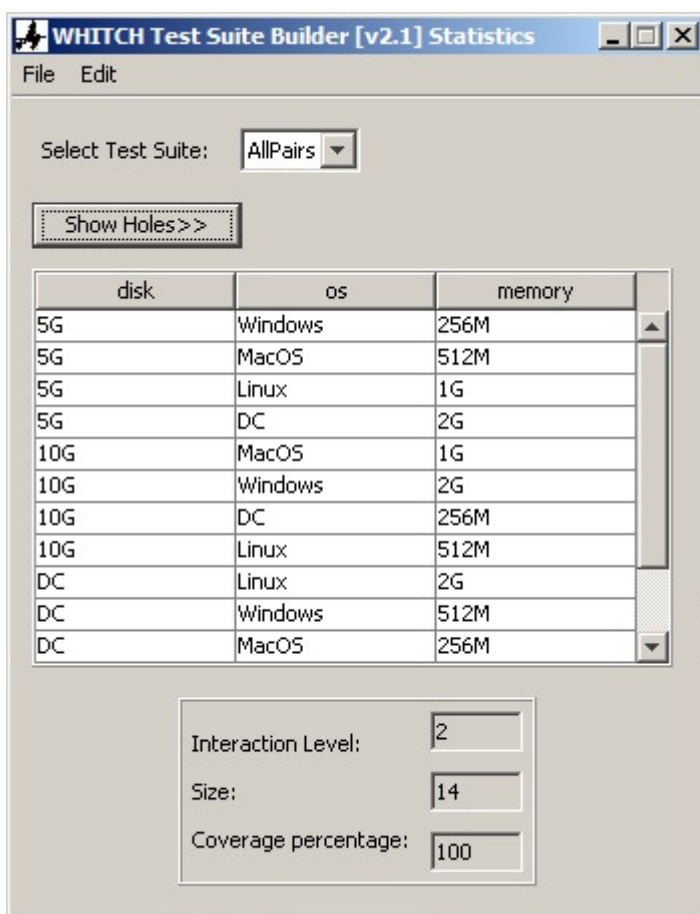 WHITCH Test Suite Builder [v2.1] Statistics
File Edit
Select Test Suite: AllPairs
Show Holes>>
disk os memory
5G Windows 256M
5G MacOS 512M
5G Linux 1G
5G DC 2G
10G MacOS 1G
10G Windows 2G
10G DC 256M
10G Linux 512M
DC Linux 2G
DC Windows 512M
DC MacOS 256M
Interaction Level: 2
Size: 14
Coverage percentage: 100